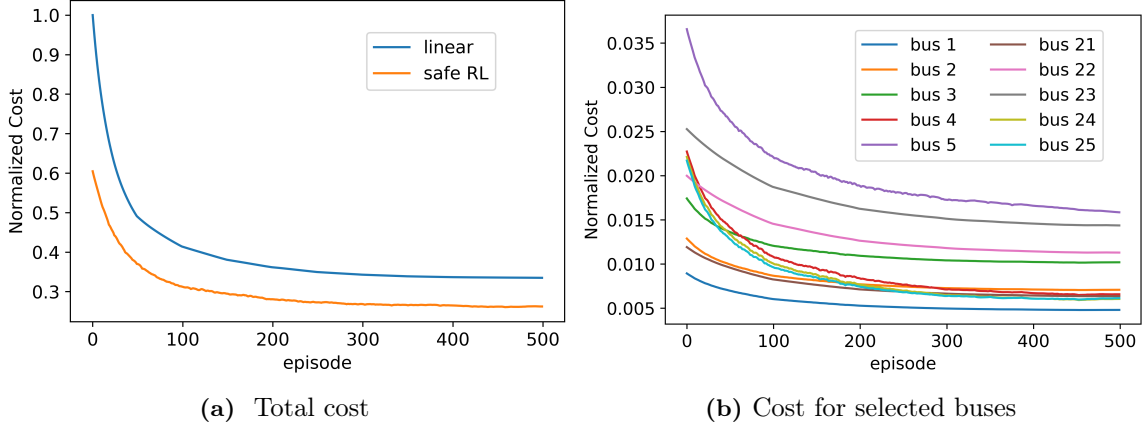 1.0
0.9
0.8
0.7
0.6
0.5
0.4
0.3
Normalized Cost
linear
safe RL
0 100 200 300 400 500
episode
(a) Total cost
0.035
0.030
0.025
0.020
0.015
0.010
0.005
Normalized Cost
bus 1 bus 21
bus 2 bus 22
bus 3 bus 23
bus 4 bus 24
bus 5 bus 25
0 100 200 300 400 500
episode
(b) Cost for selected buses